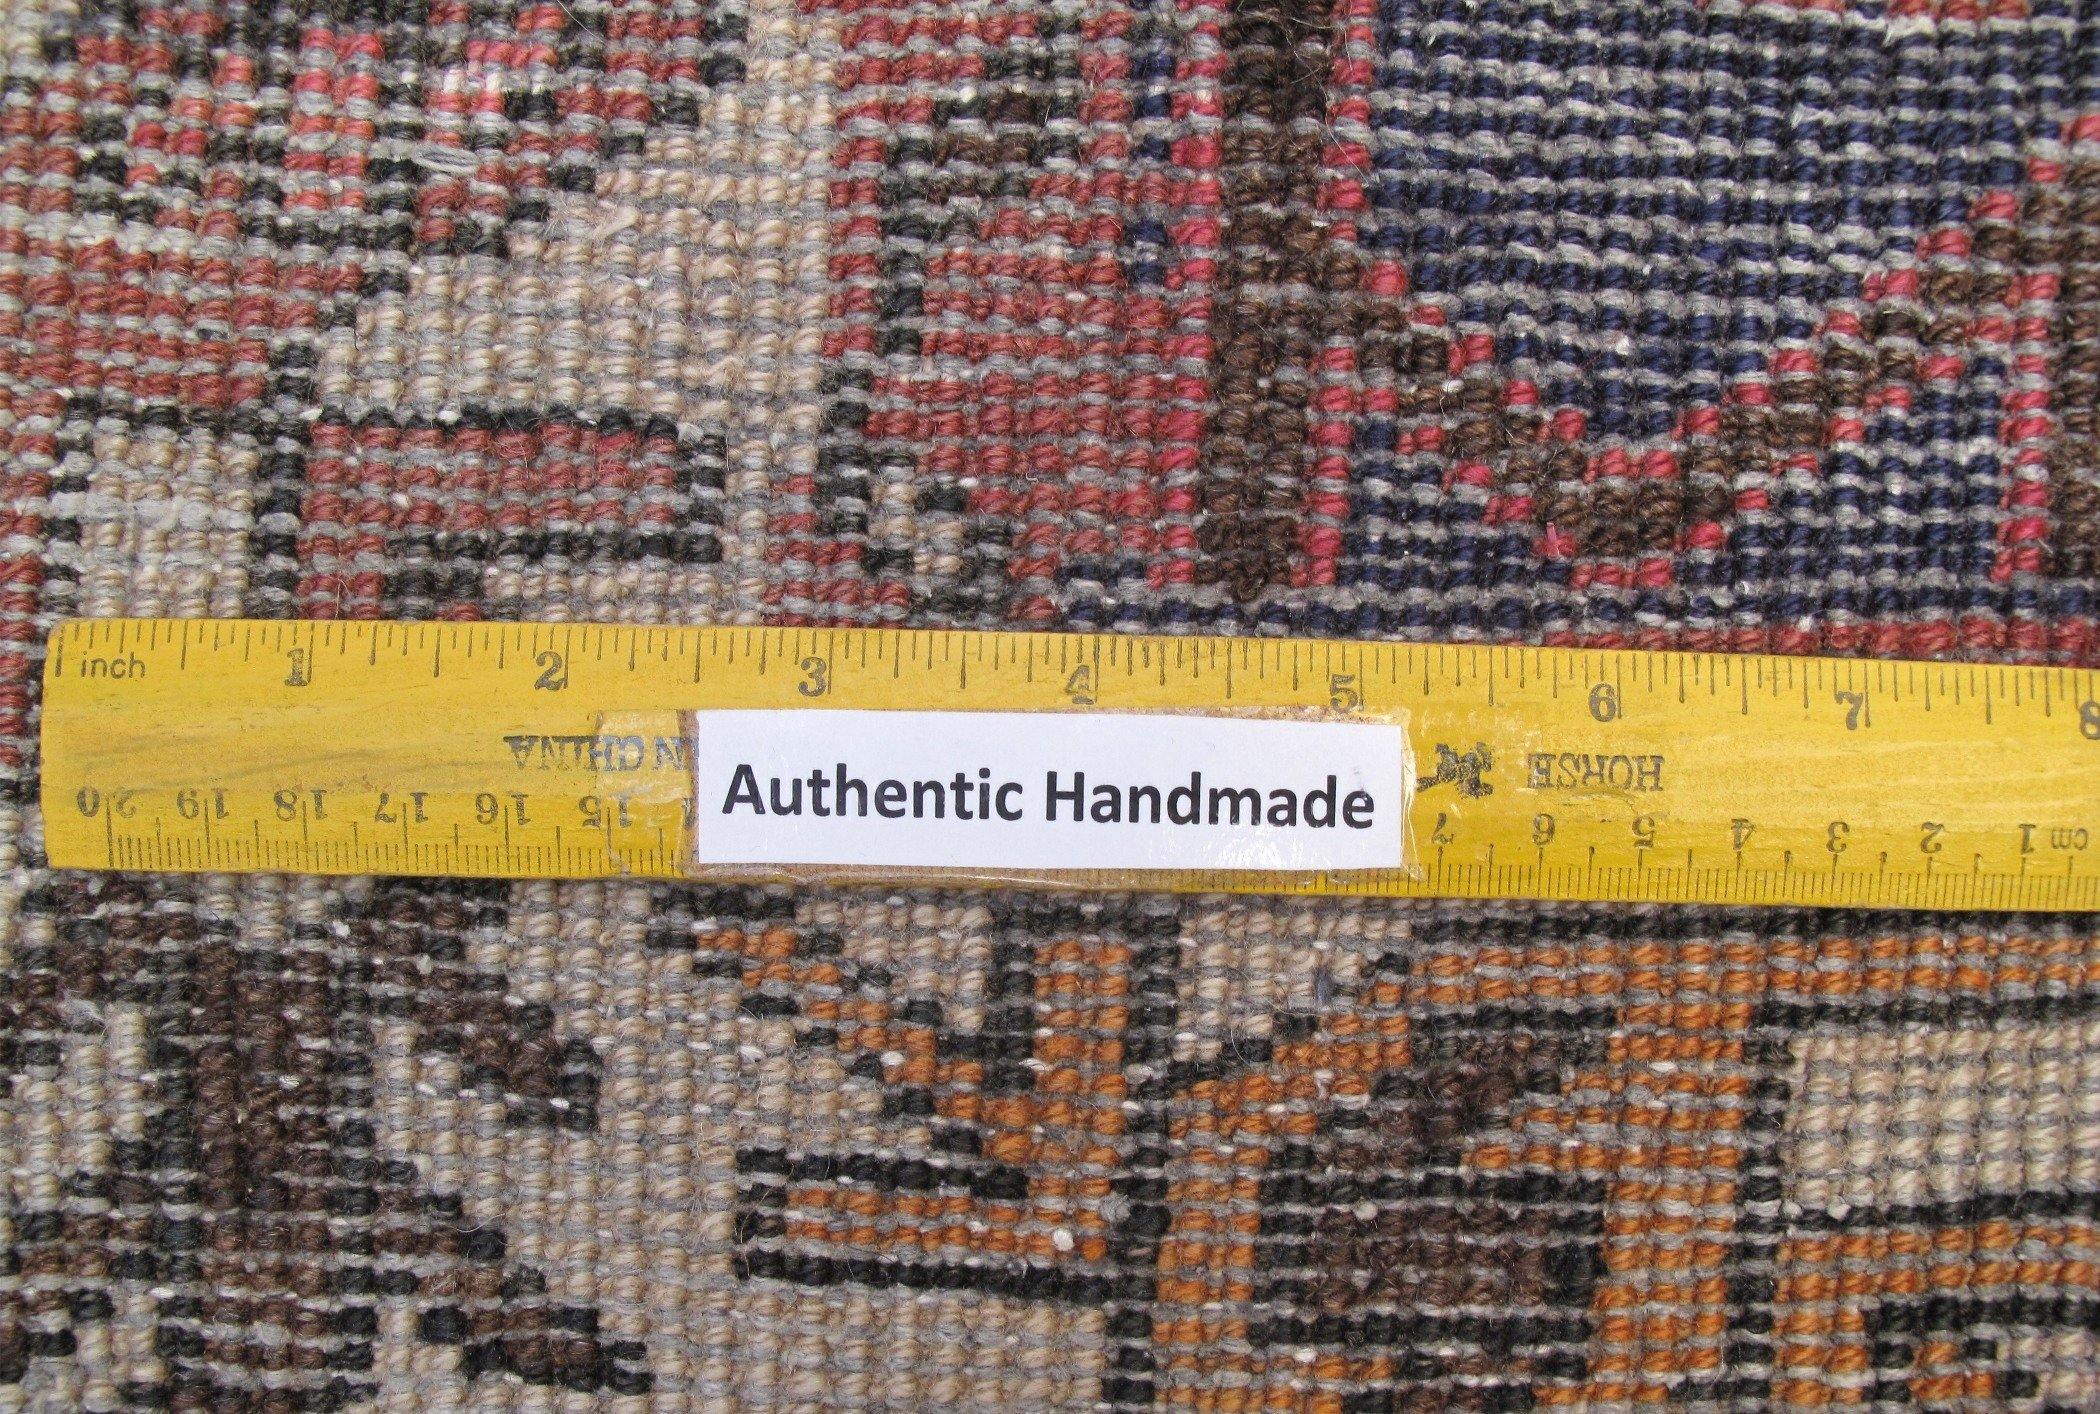 inch 1 2 3 4 5 6 7 8
IN CHINA
HORSE
Authentic Handmade
cm 1 2 3 4 5 6 7 15 16 17 18 19 20